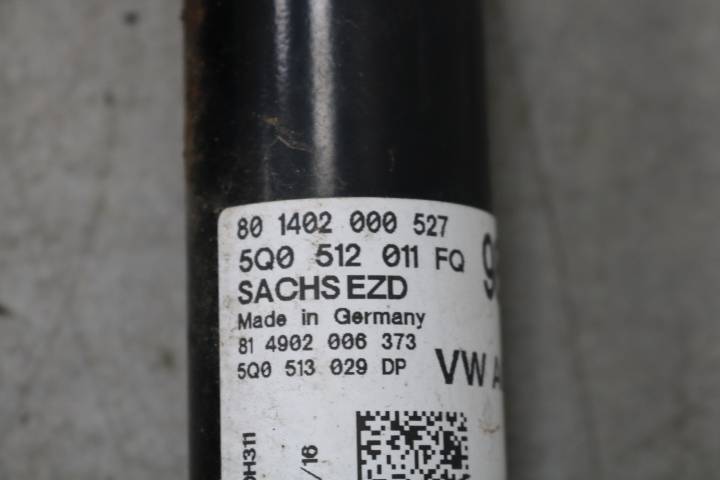 80 1402 000 527
5Q0 512 011 FQ
SACHS EZD
Made in Germany
81 4902 006 373
5Q0 513 029 DP
VW A
/16